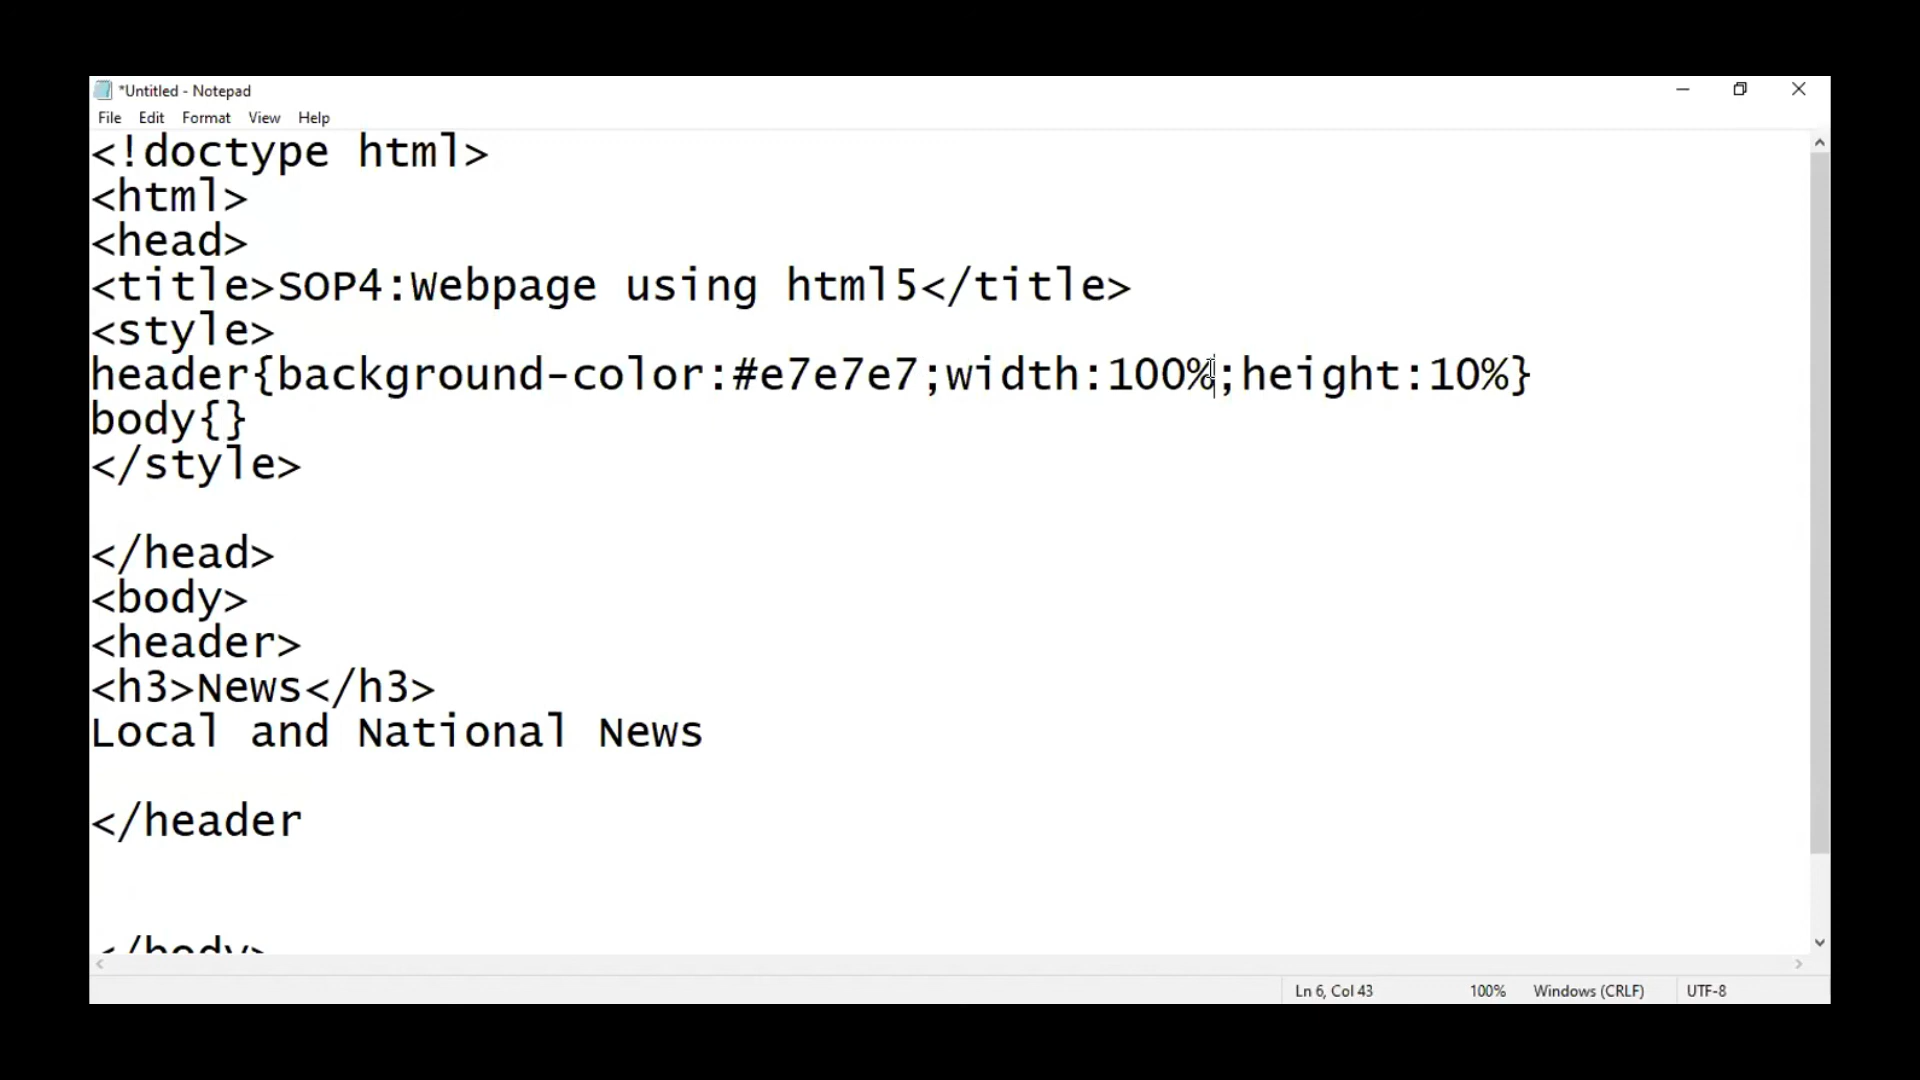 *Untitled - Notepad
File Edit Format View Help
<!doctype html>
<html>
<head>
<title>SOP4:Webpage using html5</title>
<style>
header{background-color:#e7e7e7;width:100%;height:10%}
body{}
</style>
</head>
<body>
<header>
<h3>News</h3>
Local and National News
</header
</body>
Ln 6, Col 43 100% Windows (CRLF) UTF-8